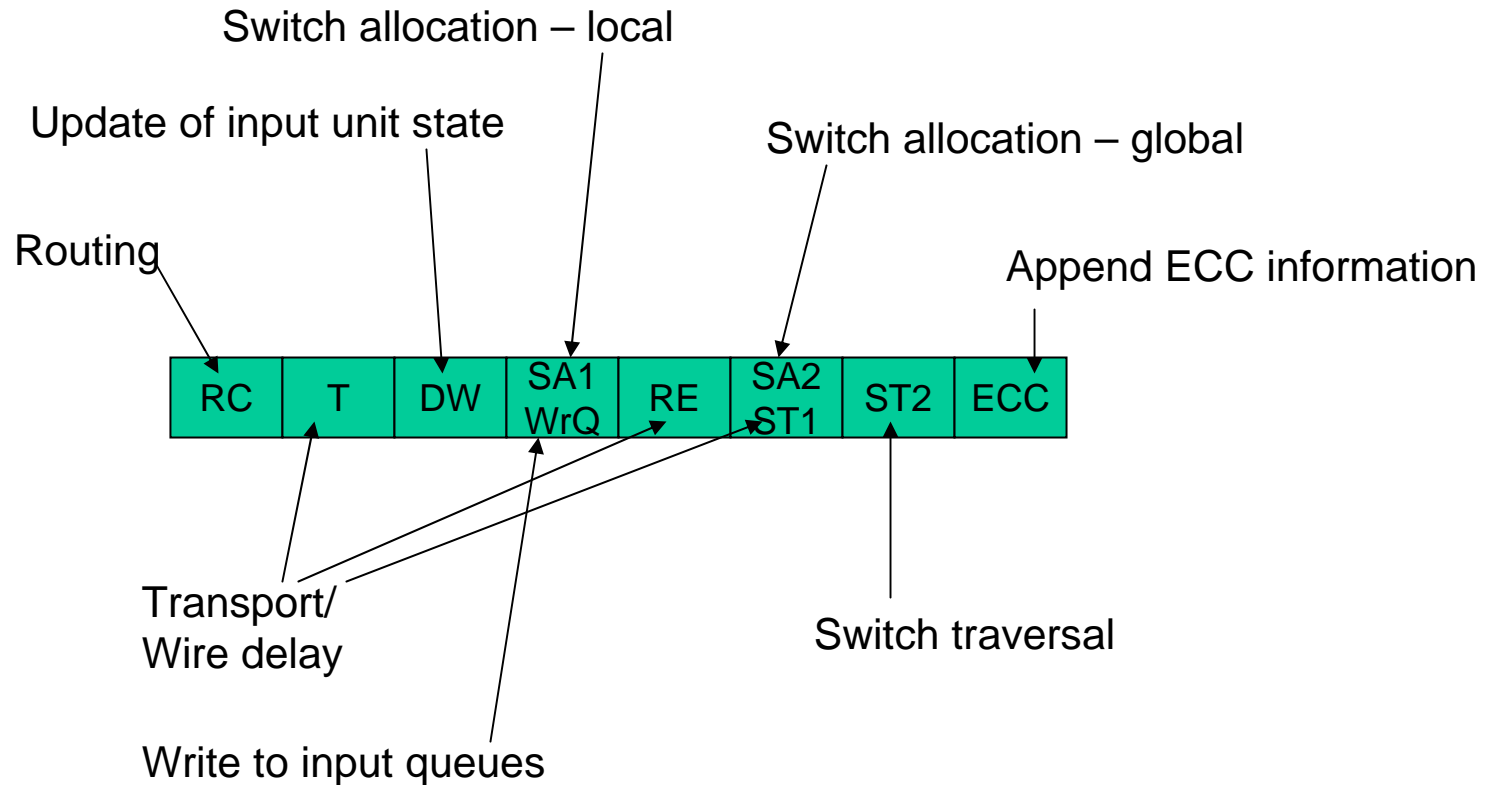 Switch allocation – local
Update of input unit state
Switch allocation – global
Routing
Append ECC information
RC
T
DW
SA1
WrQ
RE
SA2
ST1
ST2
ECC
Transport/
Wire delay
Switch traversal
Write to input queues